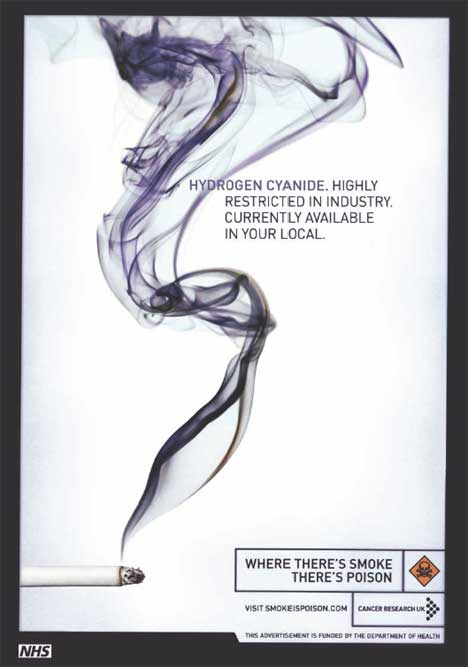 HYDROGEN CYANIDE. HIGHLY
RESTRICTED IN INDUSTRY.
CURRENTLY AVAILABLE
IN YOUR LOCAL.
WHERE THERE'S SMOKE
THERE'S POISON
VISIT SMOKEISPOISON.COM
CANCER RESEARCH UK
THIS ADVERTISEMENT IS FUNDED BY THE DEPARTMENT OF HEALTH
NHS